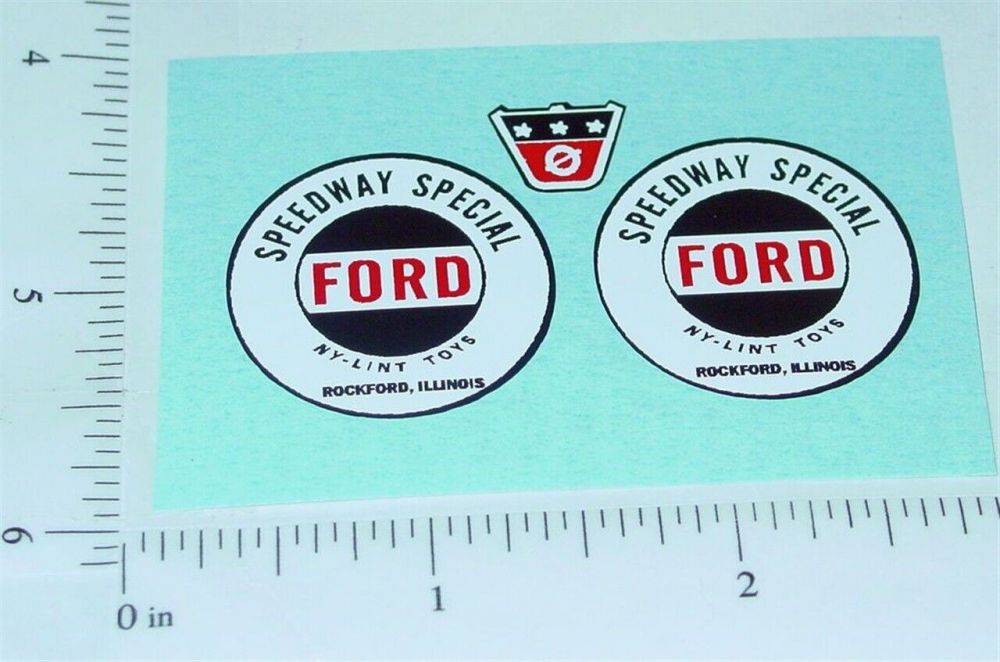 SPEEDWAY SPECIAL
FORD
NY-LINT TOYS
ROCKFORD, ILLINOIS
SPEEDWAY SPECIAL
FORD
NY-LINT TOYS
ROCKFORD, ILLINOIS
4
5
6
0 in 1 2